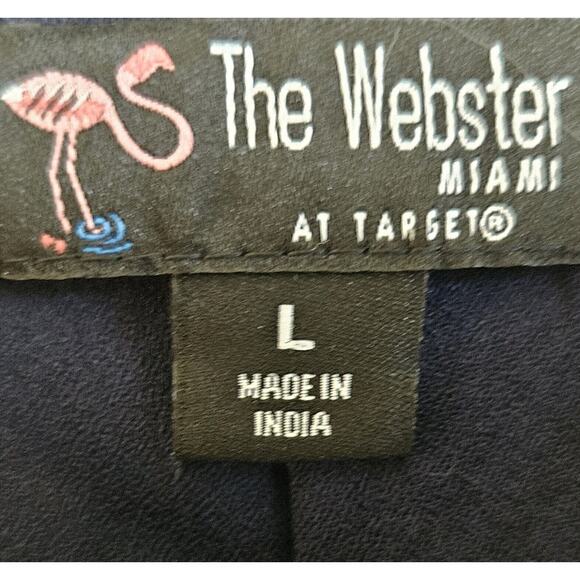 The Webster
MIAMI
AT TARGET®
L
MADE IN
INDIA